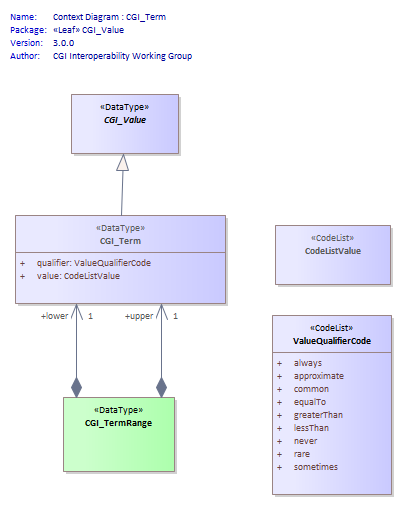 Name: Context Diagram : CGI_Term
Package: «Leaf» CGI_Value
Version: 3.0.0
Author: CGI Interoperability Working Group
«DataType»
CGI_Value
«DataType»
CGI_Term
+ qualifier: ValueQualifierCode
+ value: CodeListValue
«CodeList»
CodeListValue
+lower 1
+upper 1
«DataType»
CGI_TermRange
«CodeList»
ValueQualifierCode
+ always
+ approximate
+ common
+ equalTo
+ greaterThan
+ lessThan
+ never
+ rare
+ sometimes